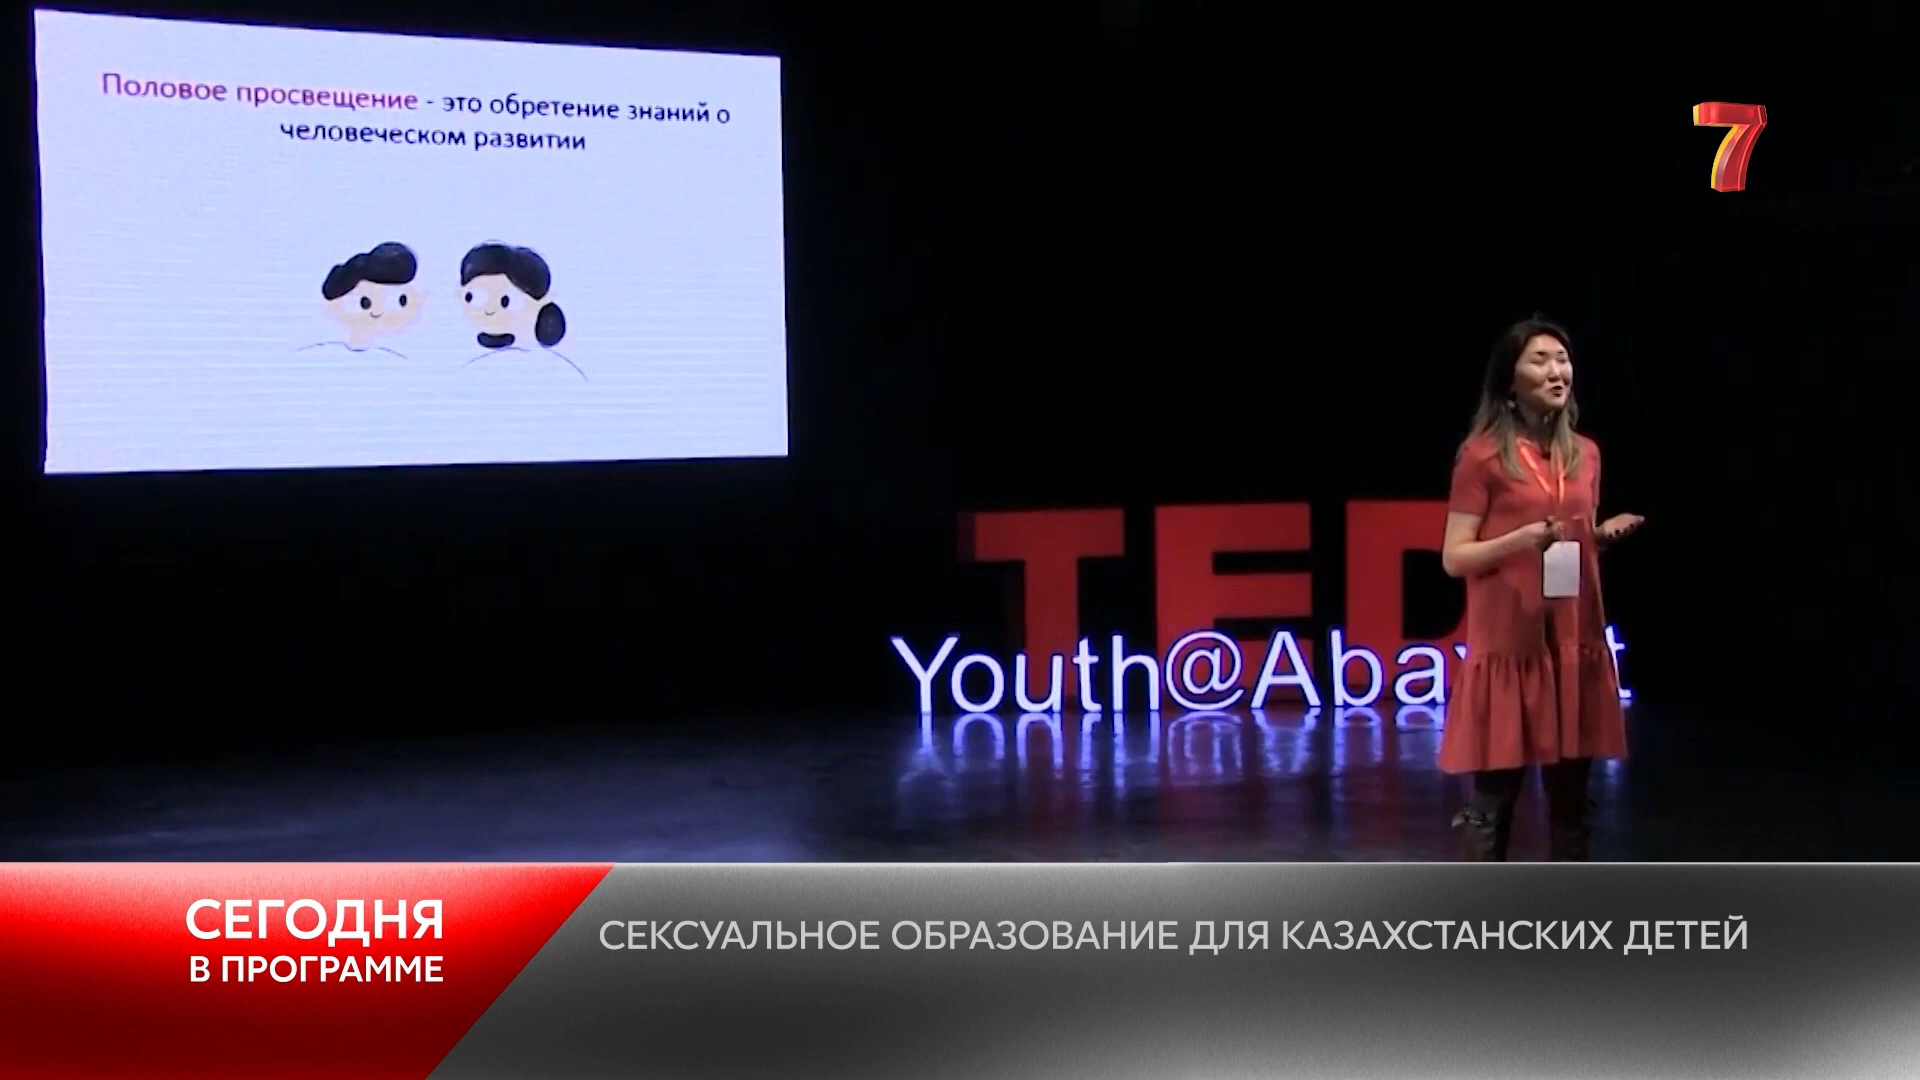 Половое просвещение - это обретение знаний о
человеческом развитии
7
TED
Youth@Abay
СЕГОДНЯ
В ПРОГРАММЕ
СЕКСУАЛЬНОЕ ОБРАЗОВАНИЕ ДЛЯ КАЗАХСТАНСКИХ ДЕТЕЙ